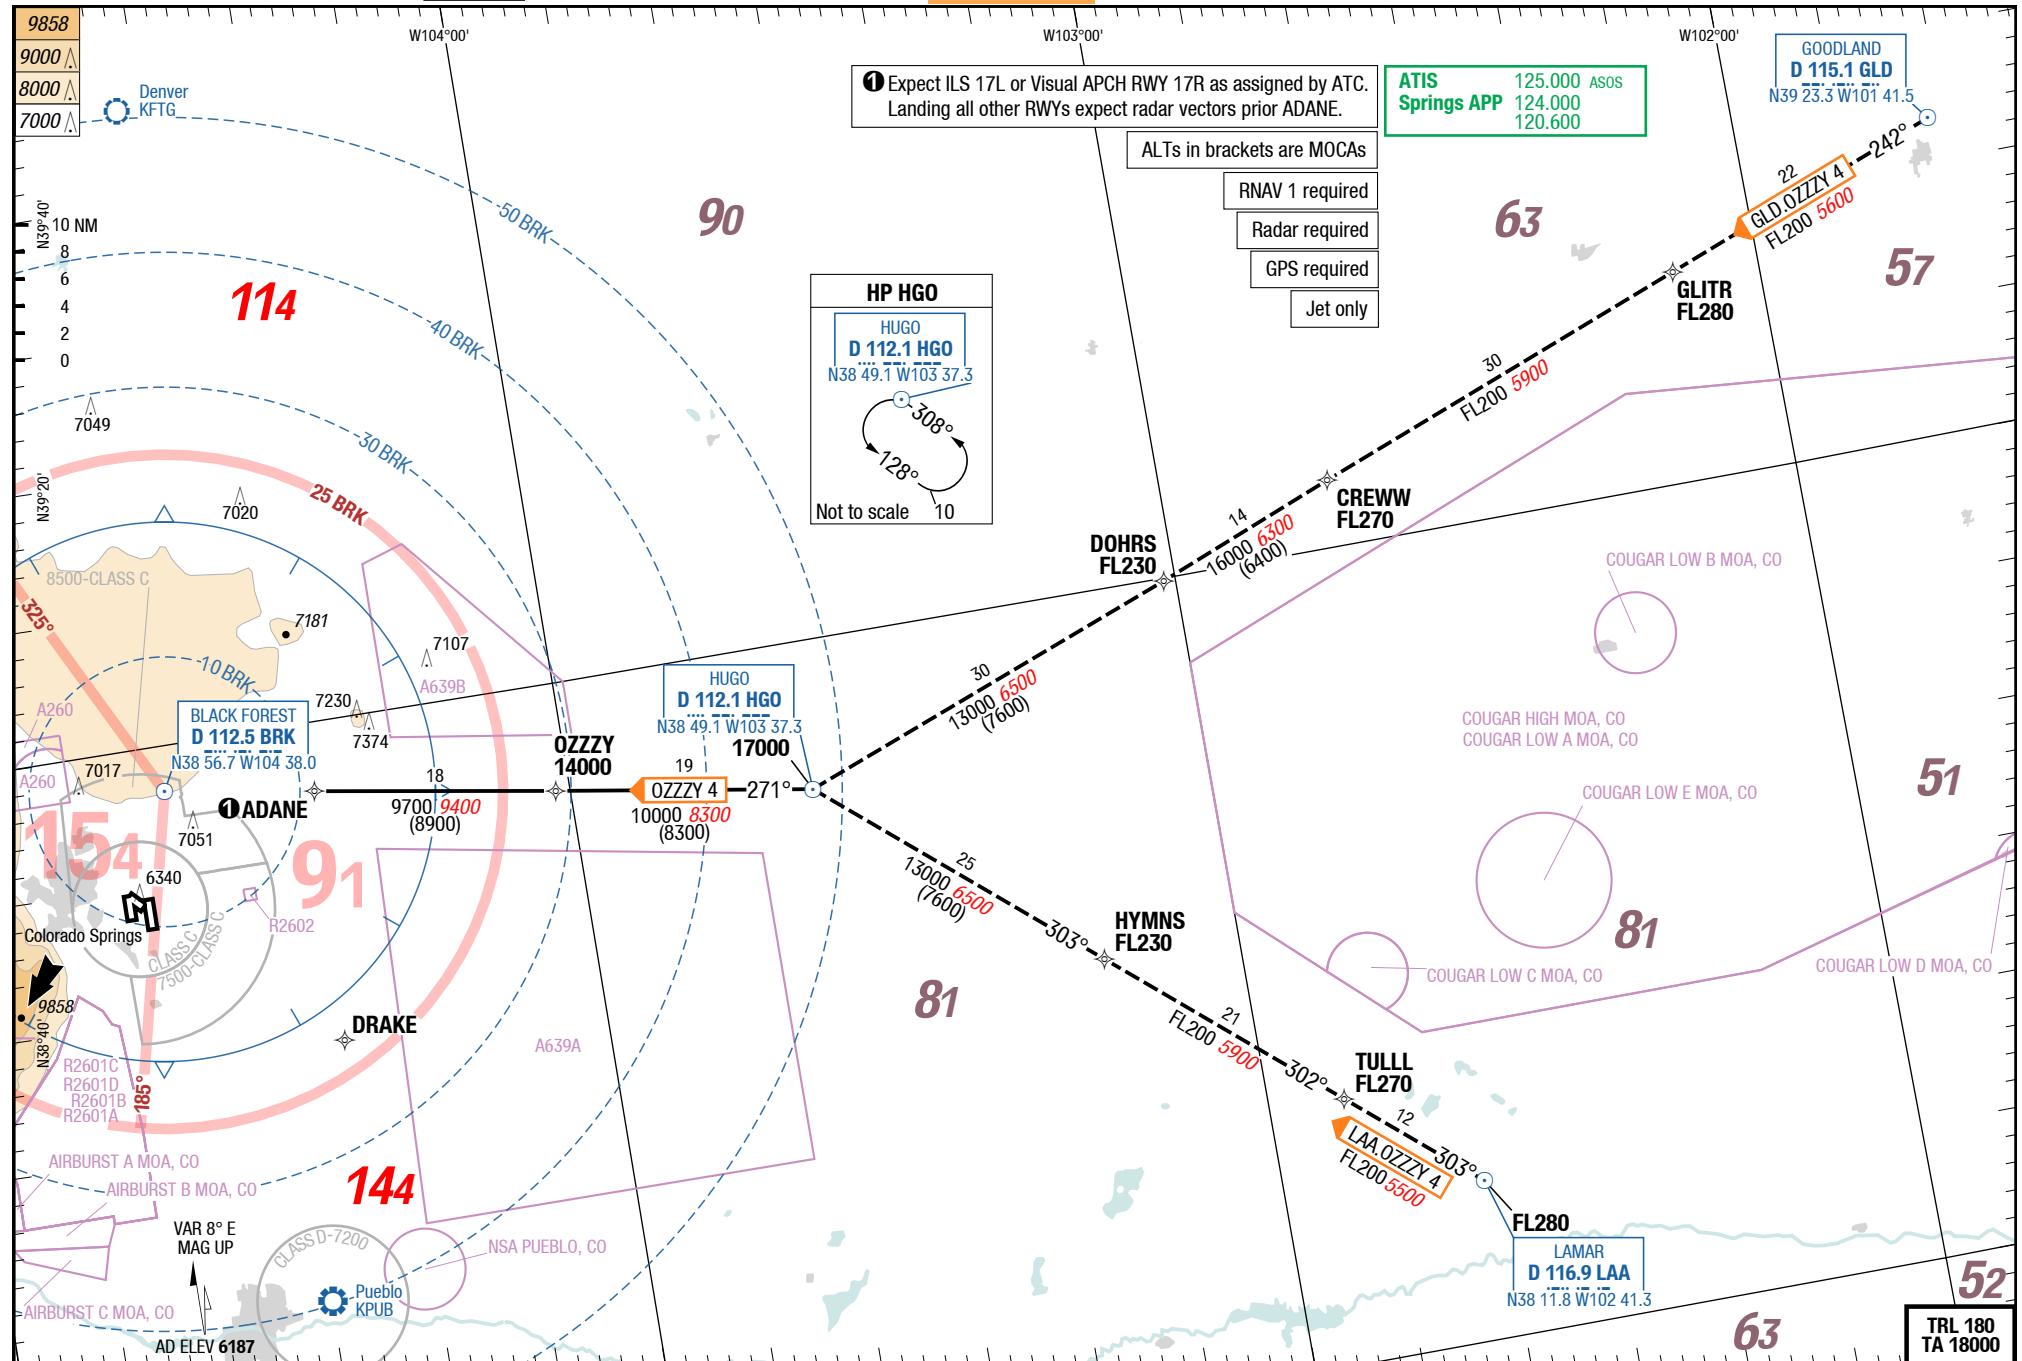 9858
9000
8000
7000
W104°00'
W103°00'
W102°00'
Denver
KFTG
❶ Expect ILS 17L or Visual APCH RWY 17R as assigned by ATC.
Landing all other RWYs expect radar vectors prior ADANE.
ATIS 125.000 ASOS
Springs APP 124.000
120.600
GOODLAND
D 115.1 GLD
N39 23.3 W101 41.5
ALTs in brackets are MOCAs
RNAV 1 required
Radar required
GPS required
Jet only
242°
22
GLD.OZZZY 4
FL200 5600
N39°40'
10 NM
8
6
4
2
0
50 BRK
90
63
57
GLITR
FL280
114
40 BRK
HP HGO
HUGO
D 112.1 HGO
N38 49.1 W103 37.3
308°
128°
Not to scale 10
30
FL200 5900
7049
30 BRK
N39°20'
7020
25 BRK
CREWW
FL270
14
16000 6300
(6400)
DOHRS
FL230
8500-CLASS C
325°
7181
7107
A639B
COUGAR LOW B MOA, CO
10 BRK
7230
7374
A260
BLACK FOREST
D 112.5 BRK
N38 56.7 W104 38.0
HUGO
D 112.1 HGO
N38 49.1 W103 37.3
17000
30
13000 6500
(7600)
COUGAR HIGH MOA, CO
COUGAR LOW A MOA, CO
OZZZY
14000
A260
7017
❶ ADANE
18
9700 9400
(8900)
19
OZZZY 4
271°
10000 8300
(8300)
COUGAR LOW E MOA, CO
51
7051
154
91
6340
R2602
Colorado Springs
CLASS C
7500-CLASS C
25
13000 6500
(7600)
303°
HYMNS
FL230
81
COUGAR LOW C MOA, CO
COUGAR LOW D MOA, CO
9858
N38°40'
DRAKE
81
A639A
21
FL200 5900
302°
TULLL
FL270
R2601C
R2601D
R2601B
R2601A
185°
12
LAA.OZZZY 4
303°
FL200 5500
AIRBURST A MOA, CO
AIRBURST B MOA, CO
144
VAR 8° E
MAG UP
CLASS D-7200
NSA PUEBLO, CO
FL280
LAMAR
D 116.9 LAA
N38 11.8 W102 41.3
52
AIRBURST C MOA, CO
Pueblo
KPUB
AD ELEV 6187
63
TRL 180
TA 18000